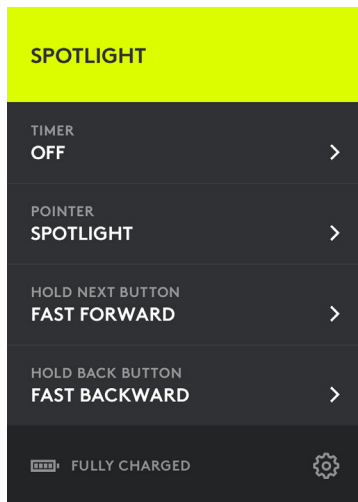 SPOTLIGHT
TIMER
OFF
POINTER
SPOTLIGHT
HOLD NEXT BUTTON
FAST FORWARD
HOLD BACK BUTTON
FAST BACKWARD
FULLY CHARGED